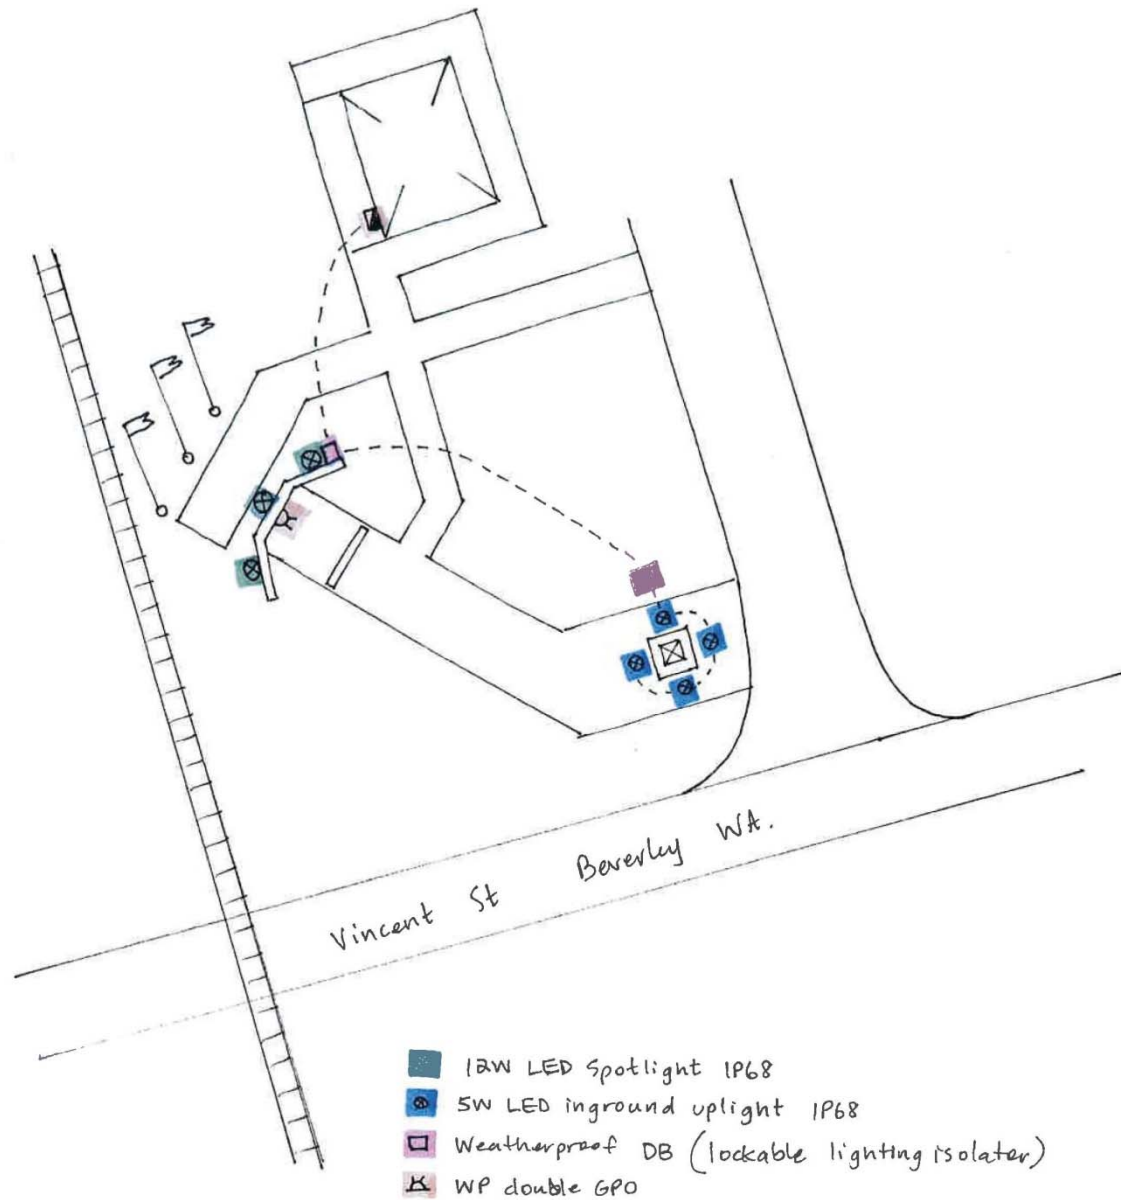 Vincent St Beverley WA.
12W LED Spotlight IP68
5W LED inground uplight IP68
Weatherproof DB (lockable lighting isolater)
WP double GPO